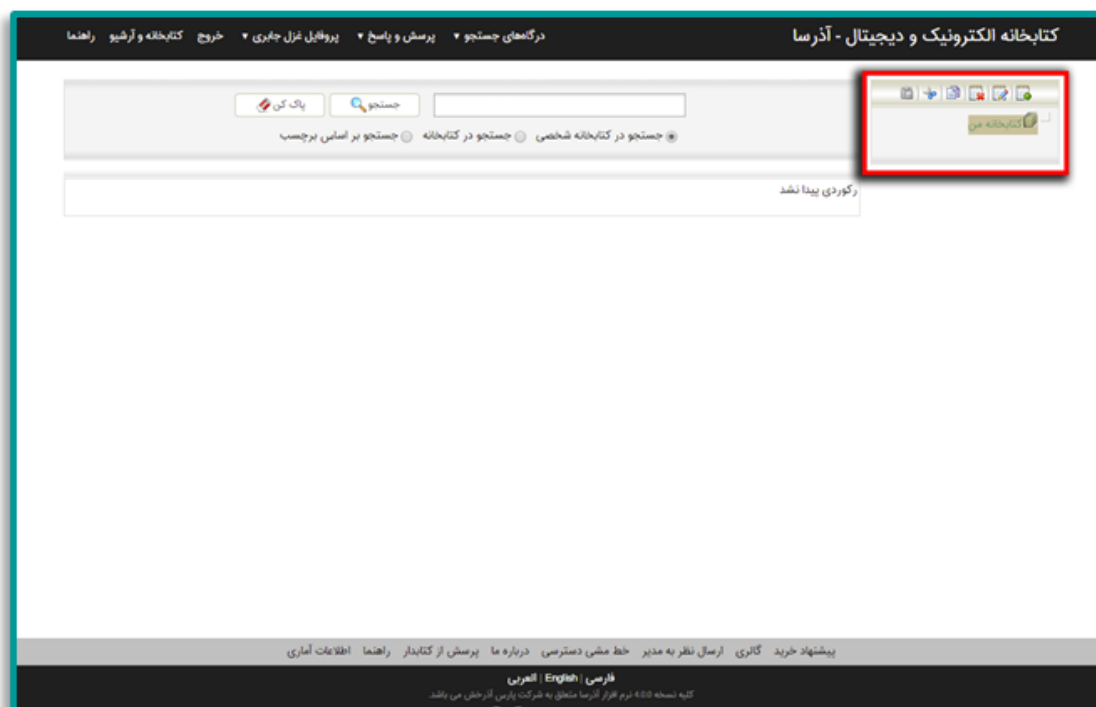 کتابخانه الکترونیک و دیجیتال - آذرسا
درگاههای جستجو ▾ پرسش و پاسخ ▾ پروفایل غزل جابری ▾ خروج کتابخانه و آرشیو راهنما
کتابخانه من
جستجو پاک کن
جستجو در کتابخانه شخصی جستجو در کتابخانه جستجو بر اساس برچسب
رکوردی پیدا نشد
پیشنهاد خرید گالری ارسال نظر به مدیر خط مشی دسترسی درباره ما پرسش از کتابدار راهنما اطلاعات آماری
فارسی | English | العربی
کلیه نسخه 4.0.0 نرم افزار آذرسا متعلق به شرکت پارس آذرخش می باشد.